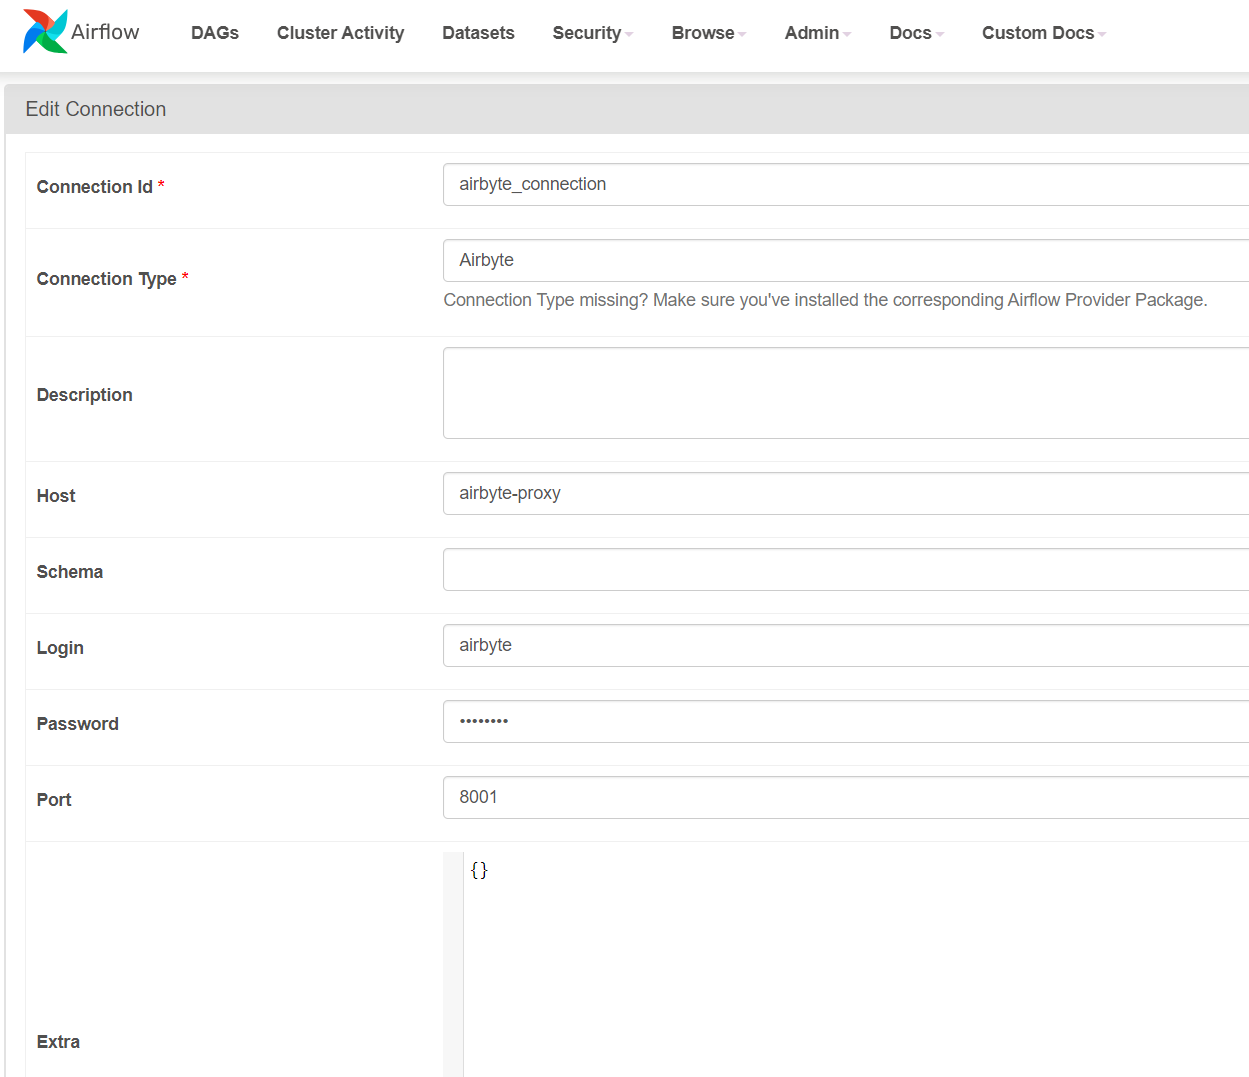 Airflow
DAGs Cluster Activity Datasets Security Browse Admin Docs Custom Docs
Edit Connection
Connection Id * airbyte_connection
Connection Type * Airbyte
Connection Type missing? Make sure you've installed the corresponding Airflow Provider Package.
Description
Host airbyte-proxy
Schema
Login airbyte
Password ••••••••
Port 8001
{}
Extra